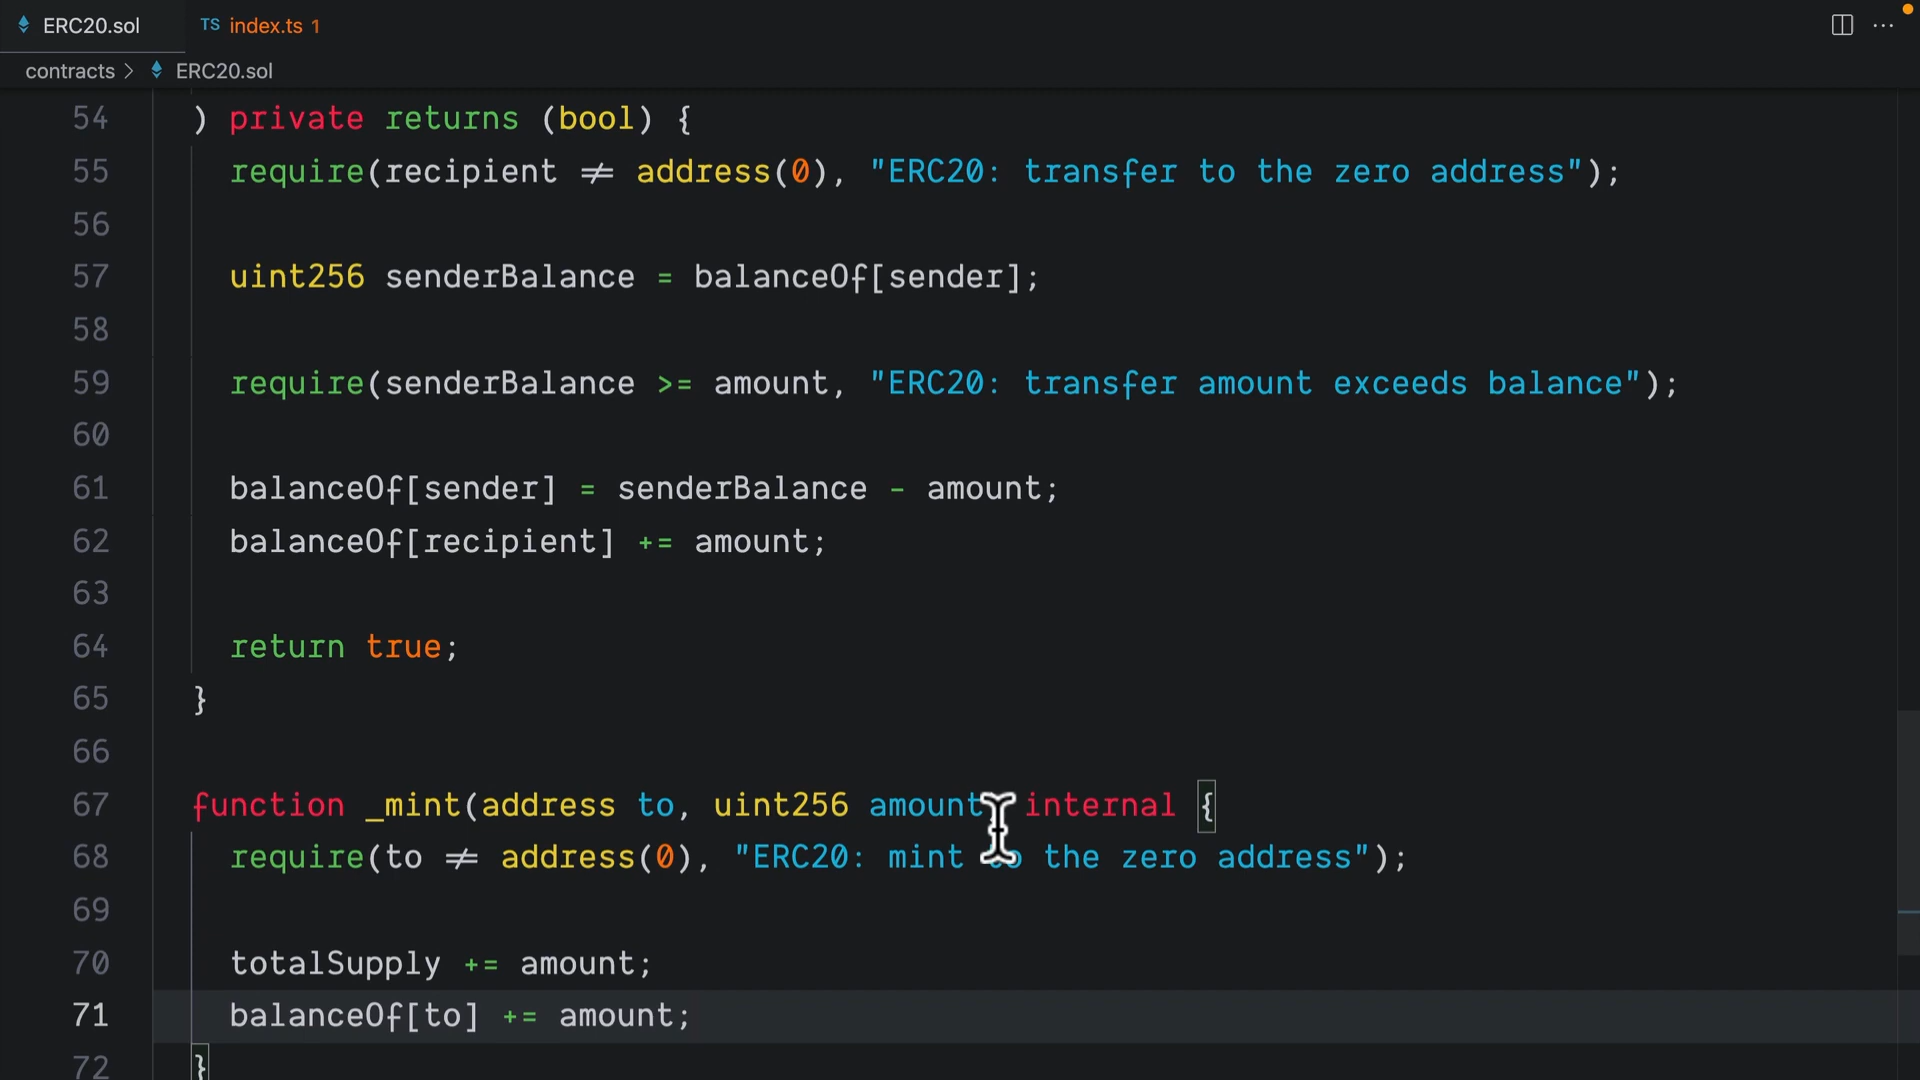 ERC20.sol TS index.ts 1 ...
contracts > ERC20.sol
54 ) private returns (bool) {
55 require(recipient != address(0), "ERC20: transfer to the zero address");
56
57 uint256 senderBalance = balanceOf[sender];
58
59 require(senderBalance >= amount, "ERC20: transfer amount exceeds balance");
60
61 balanceOf[sender] = senderBalance - amount;
62 balanceOf[recipient] += amount;
63
64 return true;
65 }
66
67 function _mint(address to, uint256 amount) internal {
68 require(to != address(0), "ERC20: mint to the zero address");
69
70 totalSupply += amount;
71 balanceOf[to] += amount;
72 }